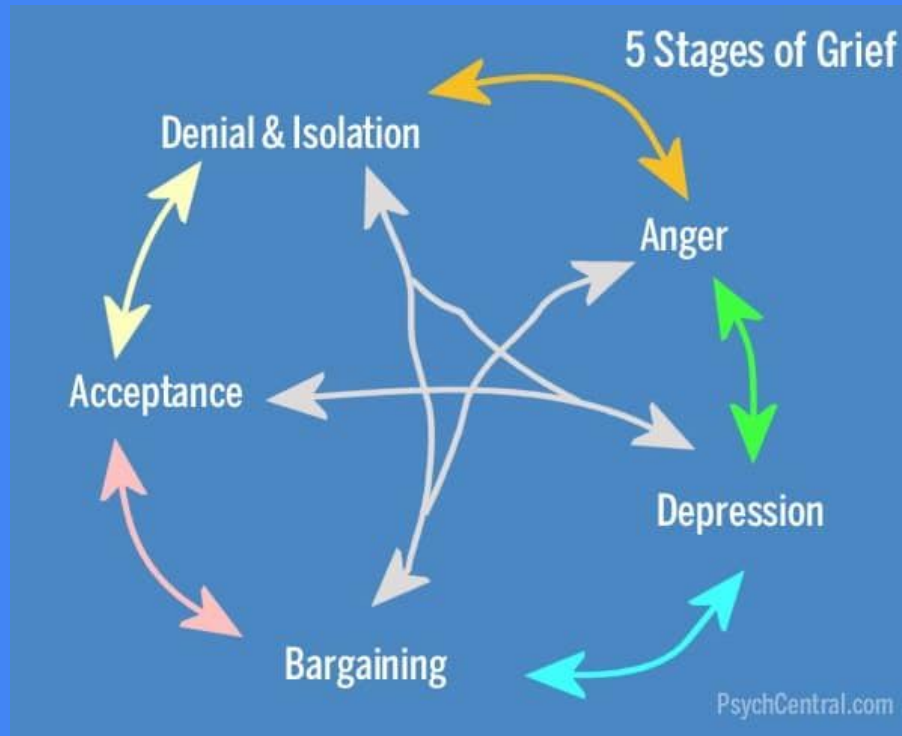 5 Stages of Grief
Denial & Isolation
Anger
Acceptance
Depression
Bargaining
PsychCentral.com